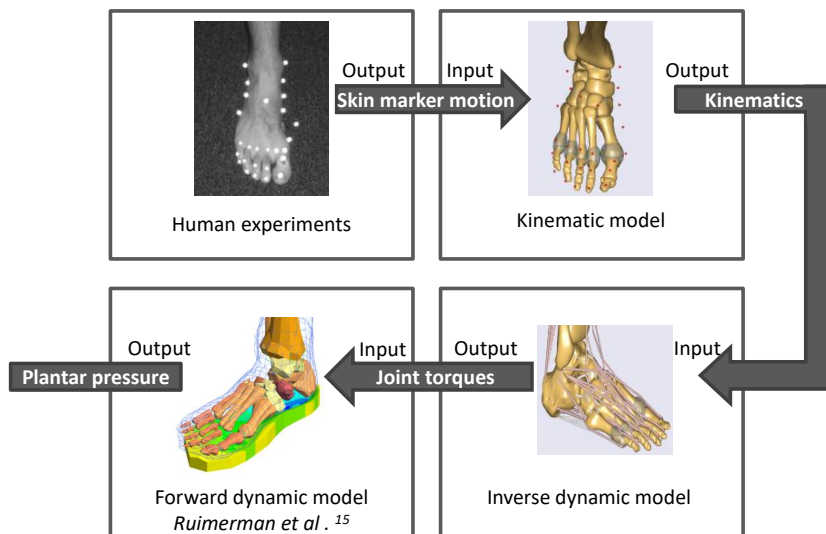 Output
Input
Output
Skin marker motion
Kinematics
Human experiments
Kinematic model
Output
Input
Output
Input
Plantar pressure
Joint torques
Forward dynamic model
Ruimerman et al . 15
Inverse dynamic model